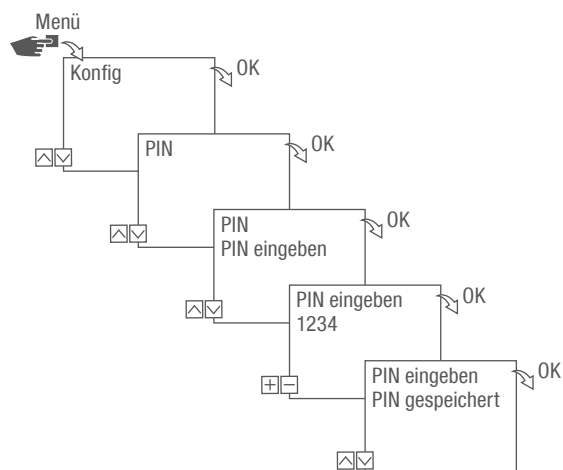 Menü
Konfig
OK
PIN
OK
PIN
PIN eingeben
OK
PIN eingeben
1234
OK
PIN eingeben
PIN gespeichert
OK